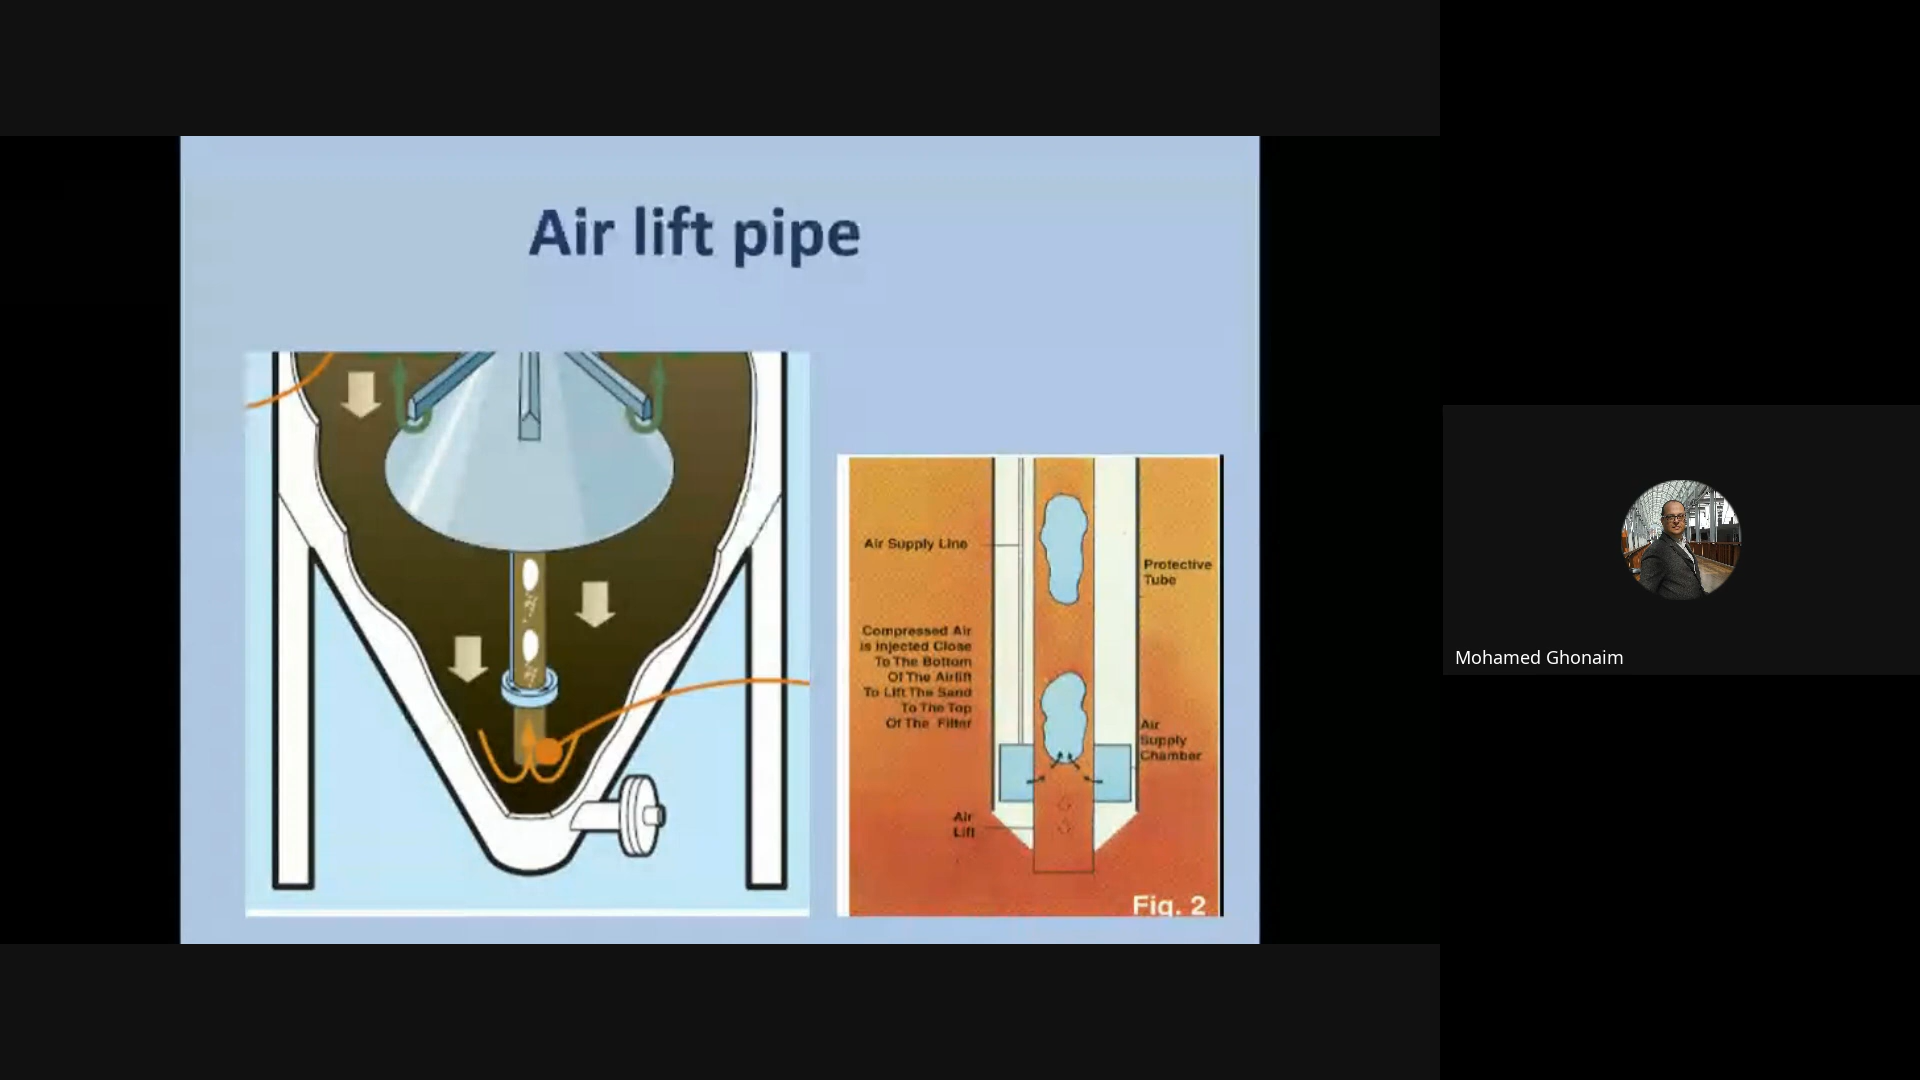 Air lift pipe
Air Supply Line
Protective
Tube
Compressed Air
is Injected Close
To The Bottom
Of The Airlift
To Lift The Sand
To The Top
Of The Filter
Air
Supply
Chamber
Air
Lift
Fig. 2
Mohamed Ghonaim